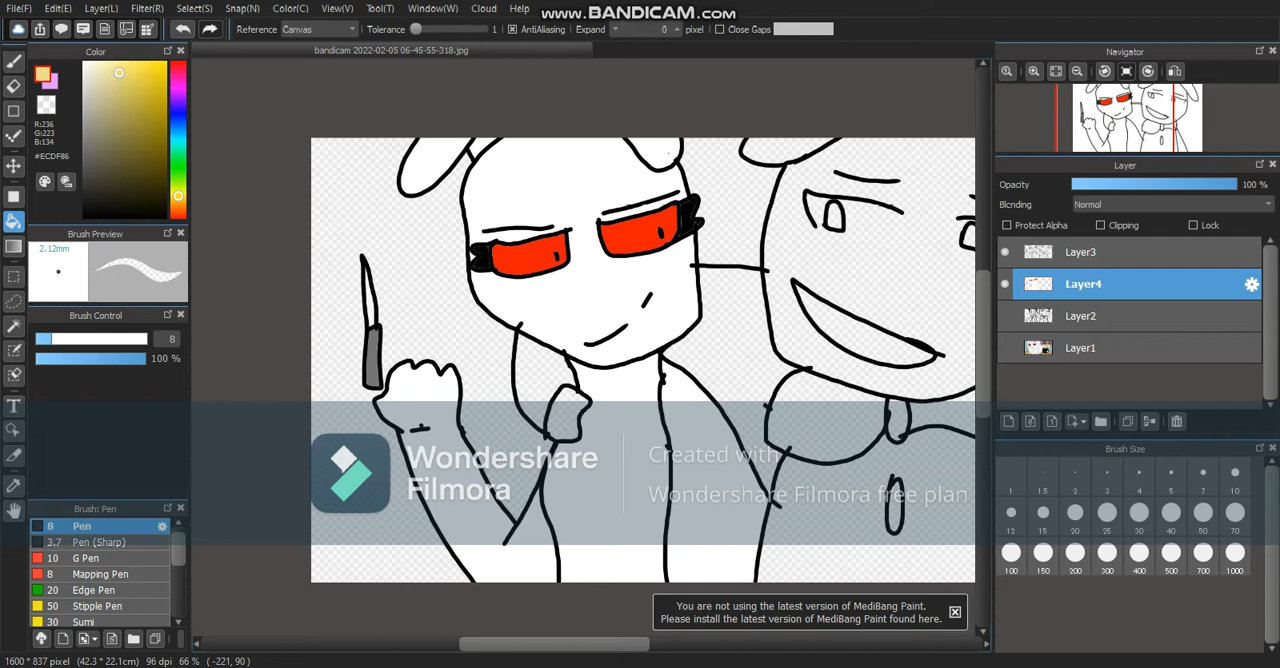 File(F) Edit(E) Layer(L) Filter(R) Select(S) Snap(N) Color(C) View(V) Tool(T) Window(W) Cloud Help
www.BANDICAM.com
Reference Canvas Tolerance 1 AntiAliasing Expand 0 pixel Close Gaps
Color bandicam 2022-02-05 06-45-55-318.jpg Navigator
R:236
G:223
B:134
#ECDF86
Brush Preview
2.12mm
Brush Control
8
100 %
Brush: Pen
8 Pen
3.7 Pen (Sharp)
10 G Pen
8 Mapping Pen
20 Edge Pen
50 Stipple Pen
30 Sumi
Wondershare
Filmora
Created with
Wondershare Filmora free plan
You are not using the latest version of MediBang Paint.
Please install the latest version of MediBang Paint found here.
Layer
Opacity 100 %
Blending Normal
Protect Alpha Clipping Lock
Layer3
Layer4
Layer2
Layer1
Brush Size
1 1.5 2 3 4 5 7 10
12 15 20 25 30 40 50 70
100 150 200 300 400 500 700 1000
1600 * 837 pixel (42.3 * 22.1cm) 96 dpi 66 % ( -221, 90 )